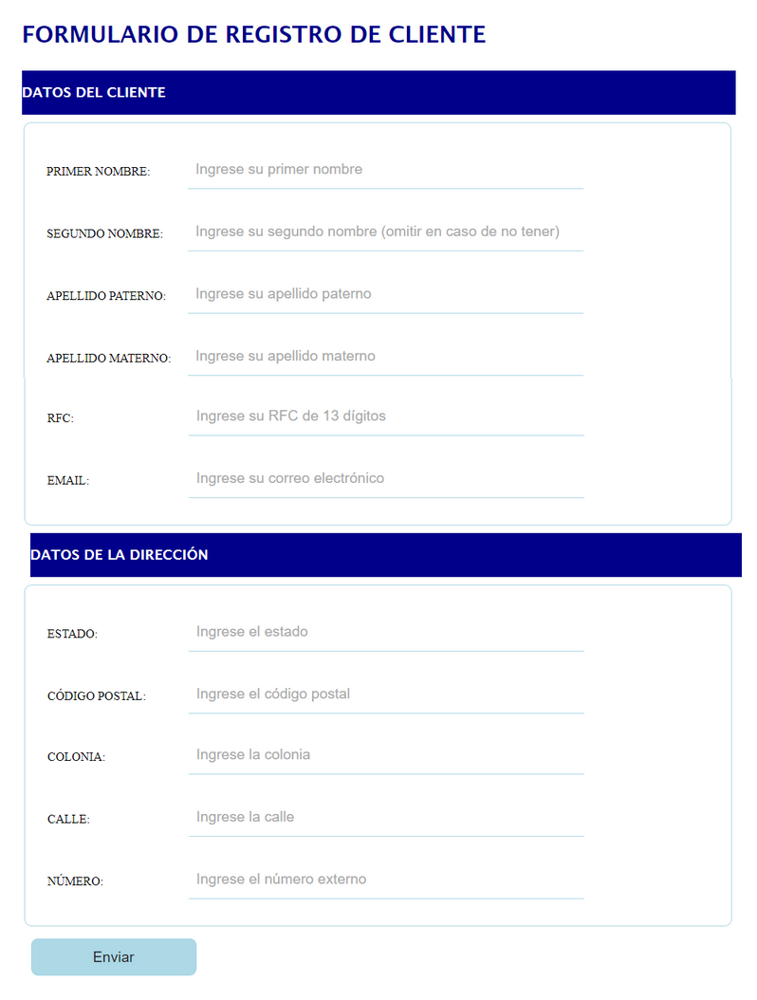 FORMULARIO DE REGISTRO DE CLIENTE
DATOS DEL CLIENTE
PRIMER NOMBRE: Ingrese su primer nombre
SEGUNDO NOMBRE: Ingrese su segundo nombre (omitir en caso de no tener)
APELLIDO PATERNO: Ingrese su apellido paterno
APELLIDO MATERNO: Ingrese su apellido materno
RFC: Ingrese su RFC de 13 dígitos
EMAIL: Ingrese su correo electrónico
DATOS DE LA DIRECCIÓN
ESTADO: Ingrese el estado
CÓDIGO POSTAL: Ingrese el código postal
COLONIA: Ingrese la colonia
CALLE: Ingrese la calle
NÚMERO: Ingrese el número externo
Enviar